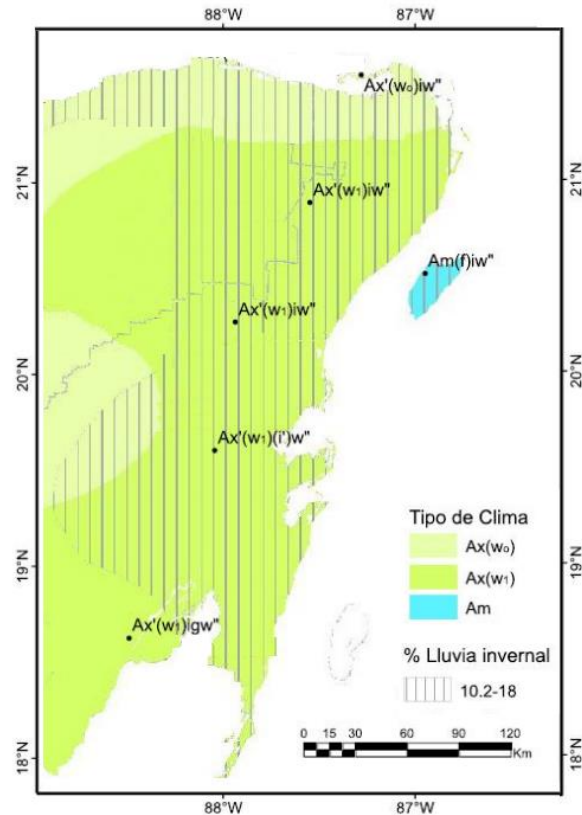 88°W 87°W
Ax'(w₀)iw"
21°N 21°N
Ax'(w₁)iw"
Am(f)iw"
Ax'(w₁)iw"
20°N 20°N
Ax'(w₁)(i')w"
Tipo de Clima
Ax(w₀)
19°N 19°N
Ax(w₁)
Am
Ax'(w₁)igw"
% Lluvia invernal
10.2-18
0 15 30 60 90 120
Km
18°N 18°N
88°W 87°W